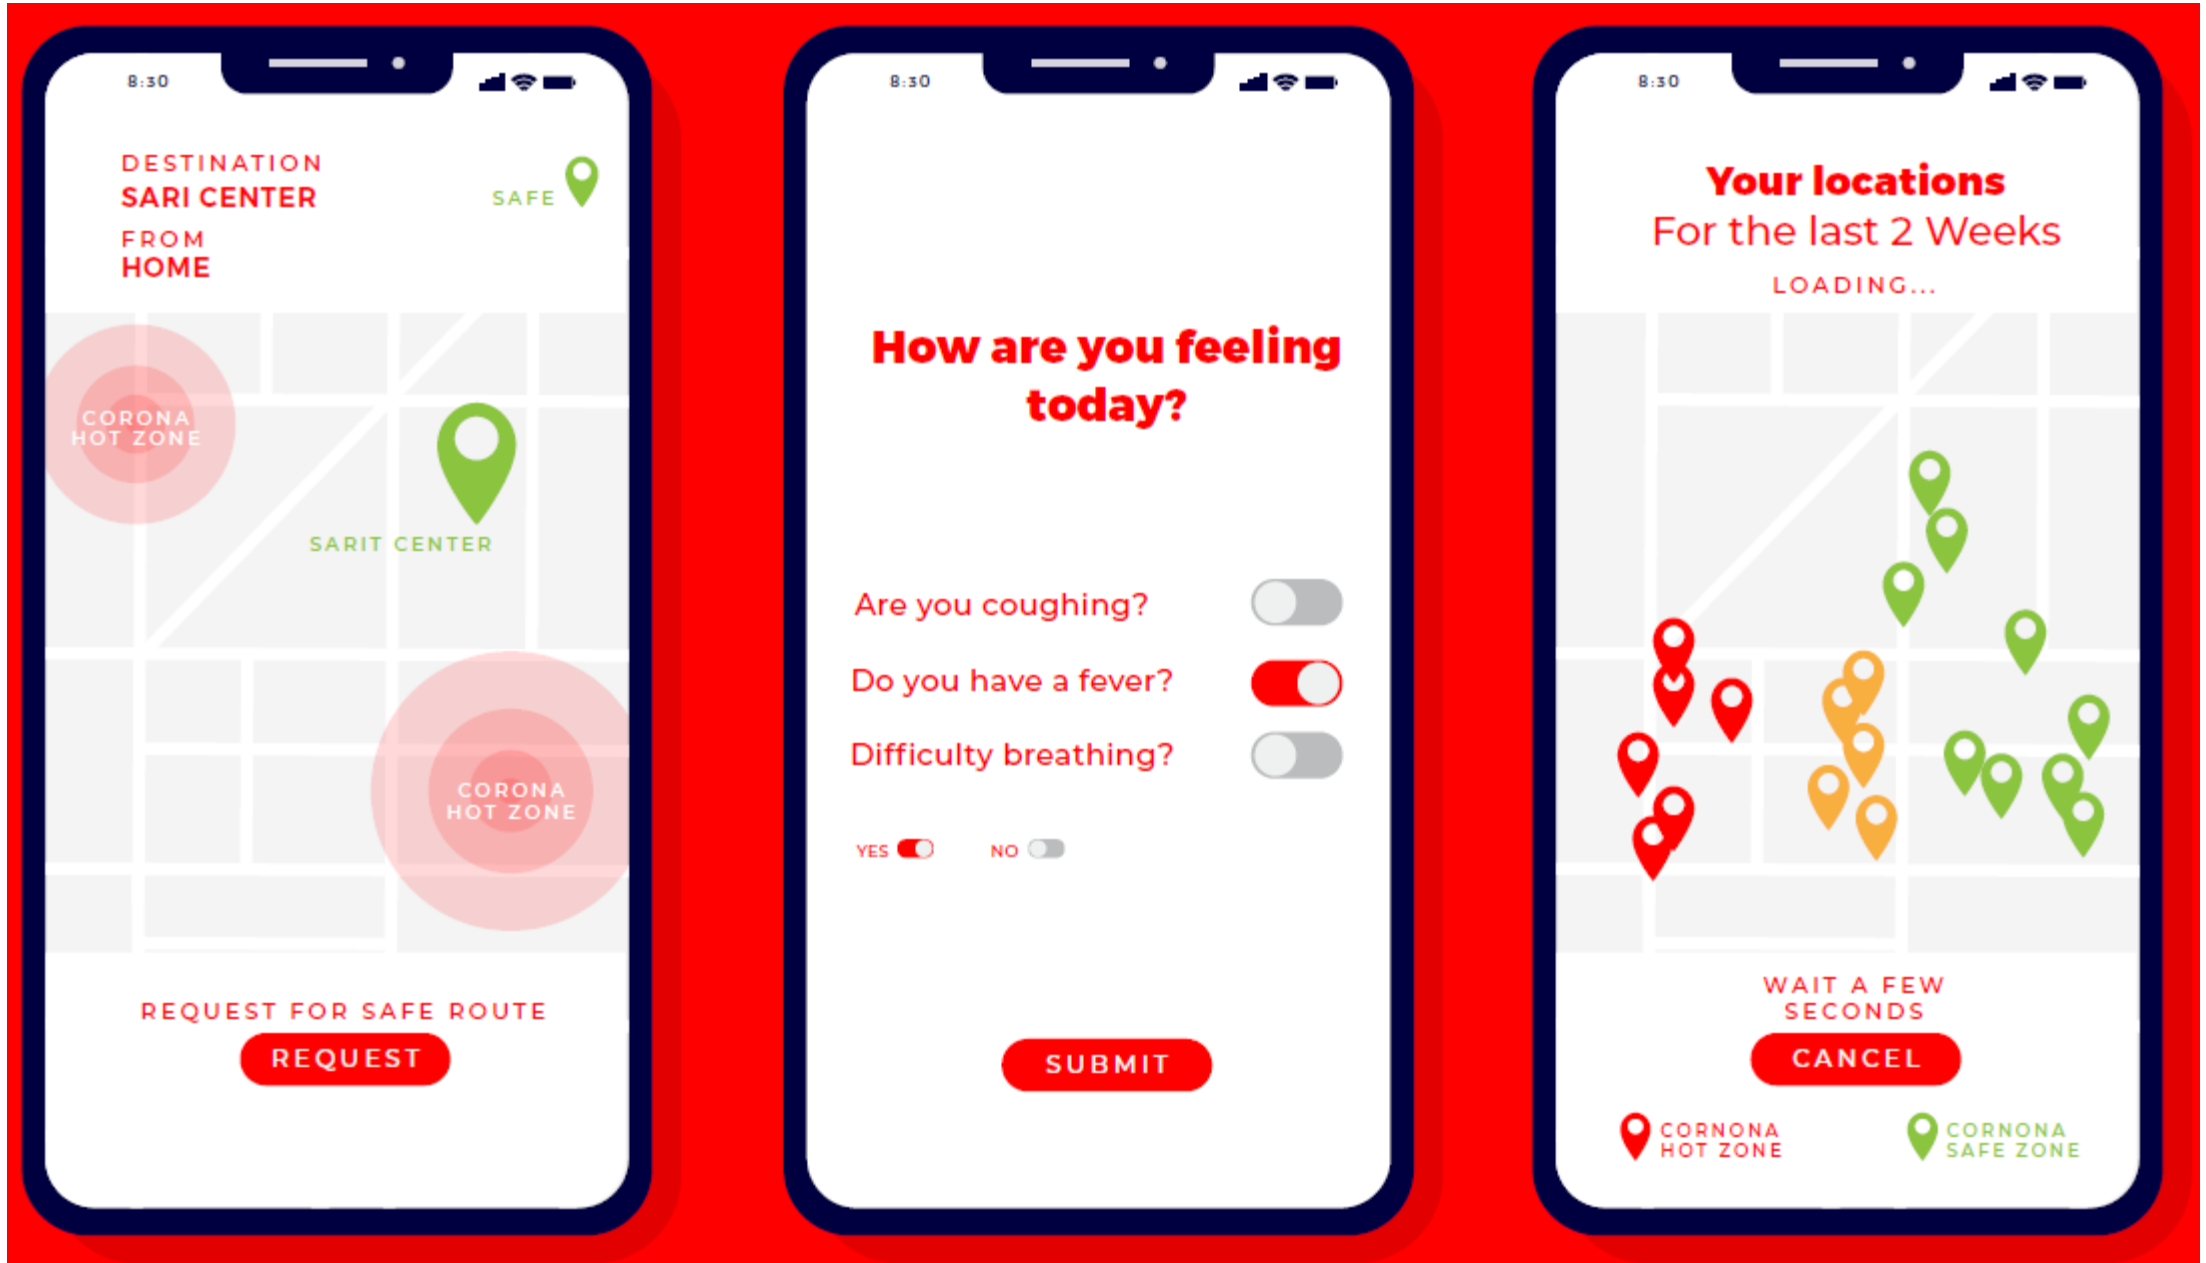 8:30
DESTINATION
SARI CENTER
SAFE
FROM
HOME
CORONA
HOT ZONE
SARIT CENTER
CORONA
HOT ZONE
REQUEST FOR SAFE ROUTE
REQUEST
8:30
How are you feeling
today?
Are you coughing?
Do you have a fever?
Difficulty breathing?
YES NO
SUBMIT
8:30
Your locations
For the last 2 Weeks
LOADING...
WAIT A FEW
SECONDS
CANCEL
CORNONA
HOT ZONE
CORNONA
SAFE ZONE